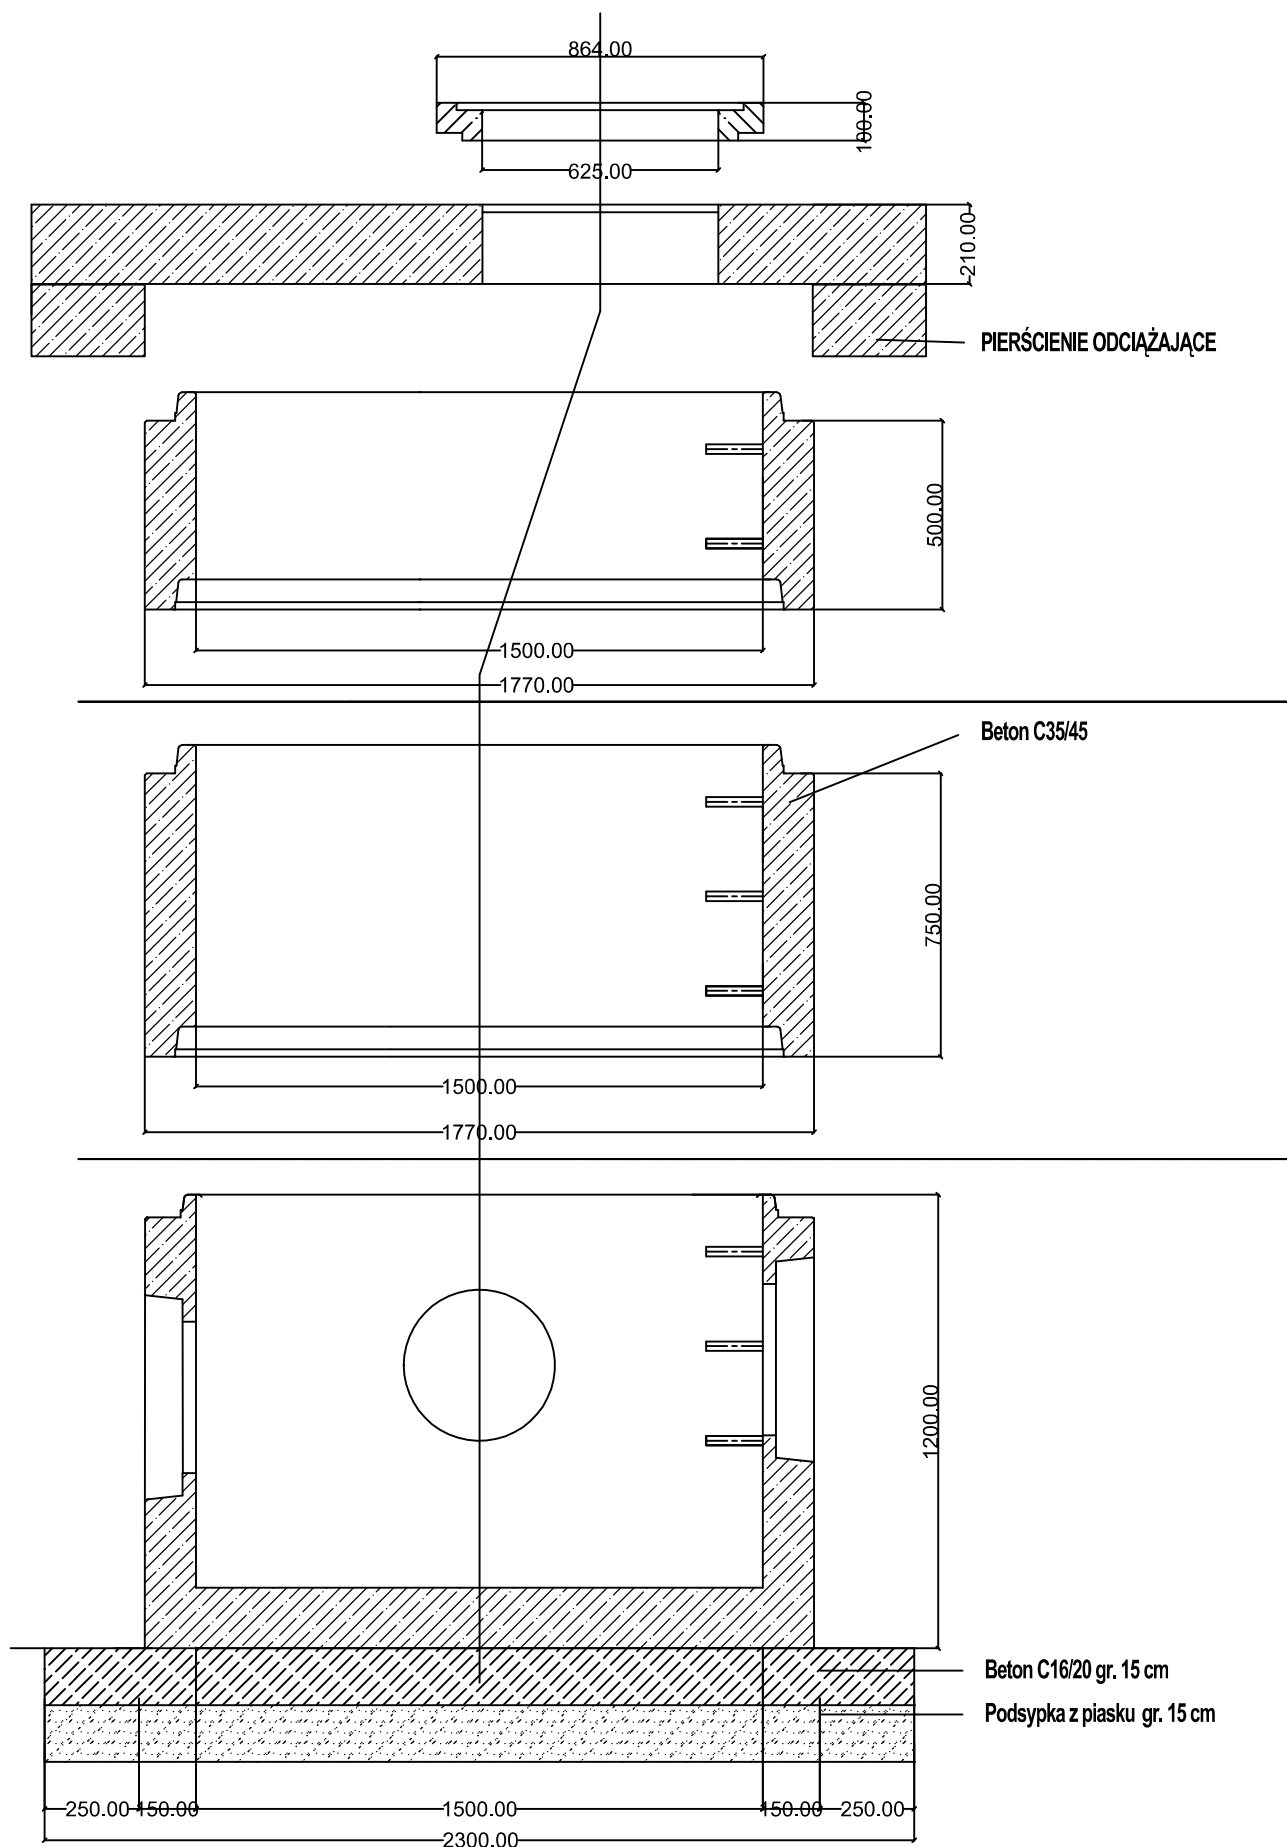 864.00
100.00
625.00
210.00
PIERŚCIENIE ODCIĄŻAJĄCE
500.00
1500.00
1770.00
Beton C35/45
750.00
1500.00
1770.00
1200.00
Beton C16/20 gr. 15 cm
Podsypka z piasku gr. 15 cm
250.00 150.00 1500.00 150.00 250.00
2300.00